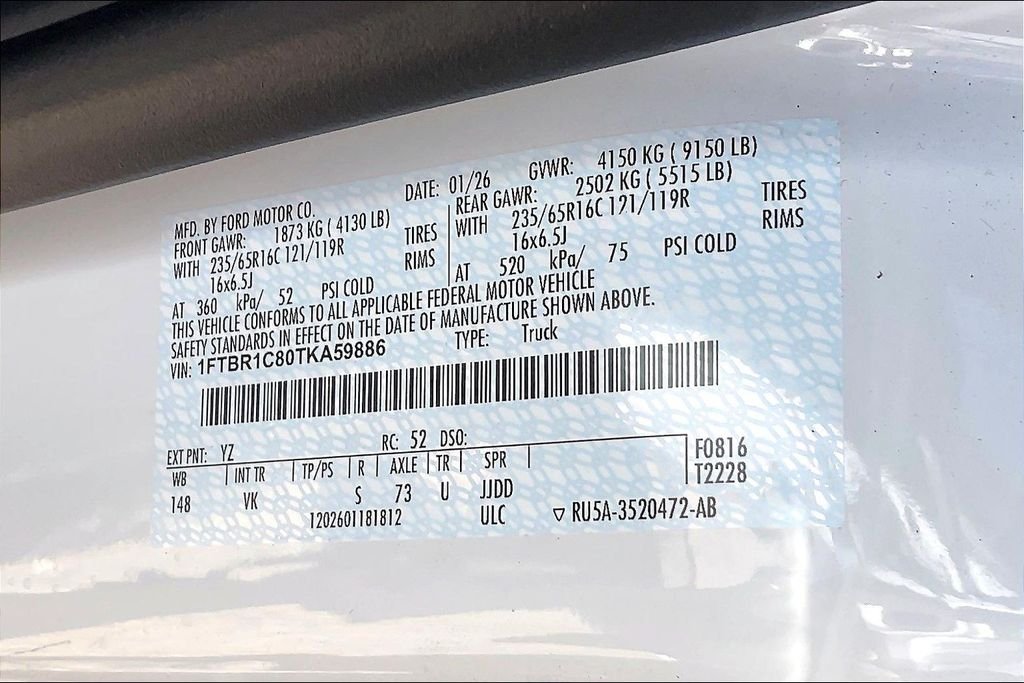 MFD. BY FORD MOTOR CO. DATE: 01/26 GVWR: 4150 KG ( 9150 LB)
FRONT GAWR: 1873 KG ( 4130 LB) REAR GAWR: 2502 KG ( 5515 LB)
WITH 235/65R16C 121/119R TIRES WITH 235/65R16C 121/119R TIRES
16x6.5J RIMS 16x6.5J RIMS
AT 360 kPa/ 52 PSI COLD AT 520 kPa/ 75 PSI COLD
THIS VEHICLE CONFORMS TO ALL APPLICABLE FEDERAL MOTOR VEHICLE
SAFETY STANDARDS IN EFFECT ON THE DATE OF MANUFACTURE SHOWN ABOVE.
VIN: 1FTBR1C80TKA59886 TYPE: Truck
EXT PNT: YZ RC: 52 DSO:
WB INT TR TP/PS R AXLE TR SPR F0816
148 VK S 73 U JJDD T2228
1202601181812 ULC ▽ RU5A-3520472-AB